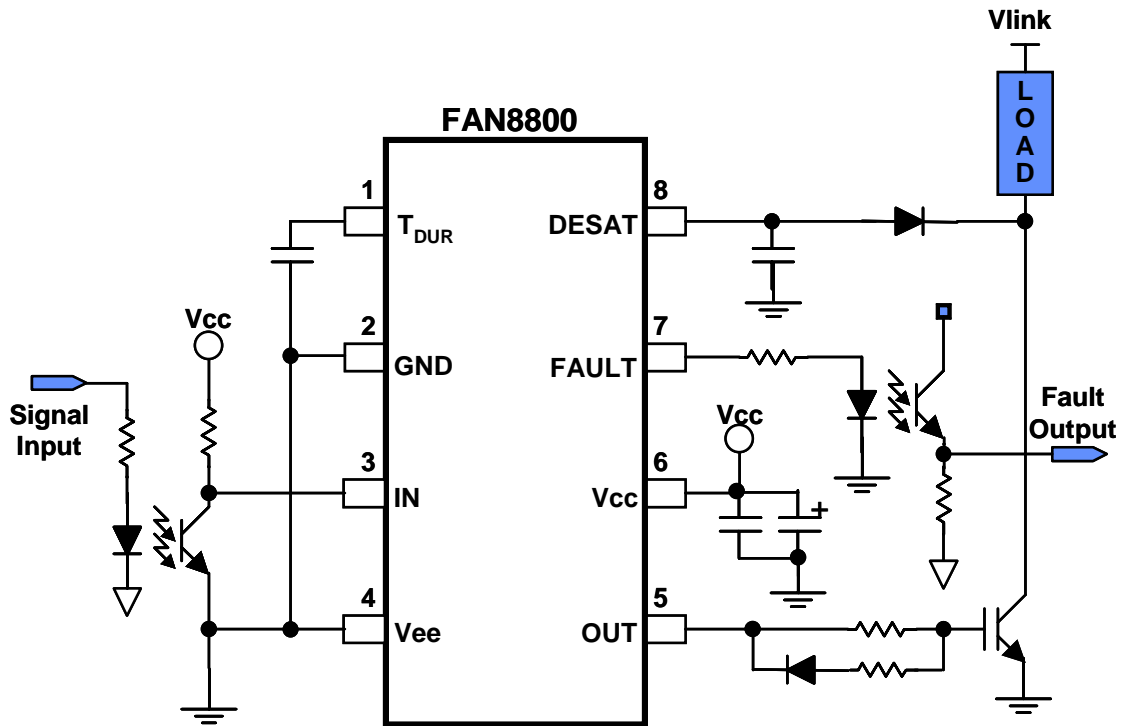 Vlink
LOAD
FAN8800
1
8
TDUR
DESAT
Vcc
2
7
GND
FAULT
Signal
Input
Fault
Output
Vcc
3
6
IN
Vcc
+
4
5
Vee
OUT